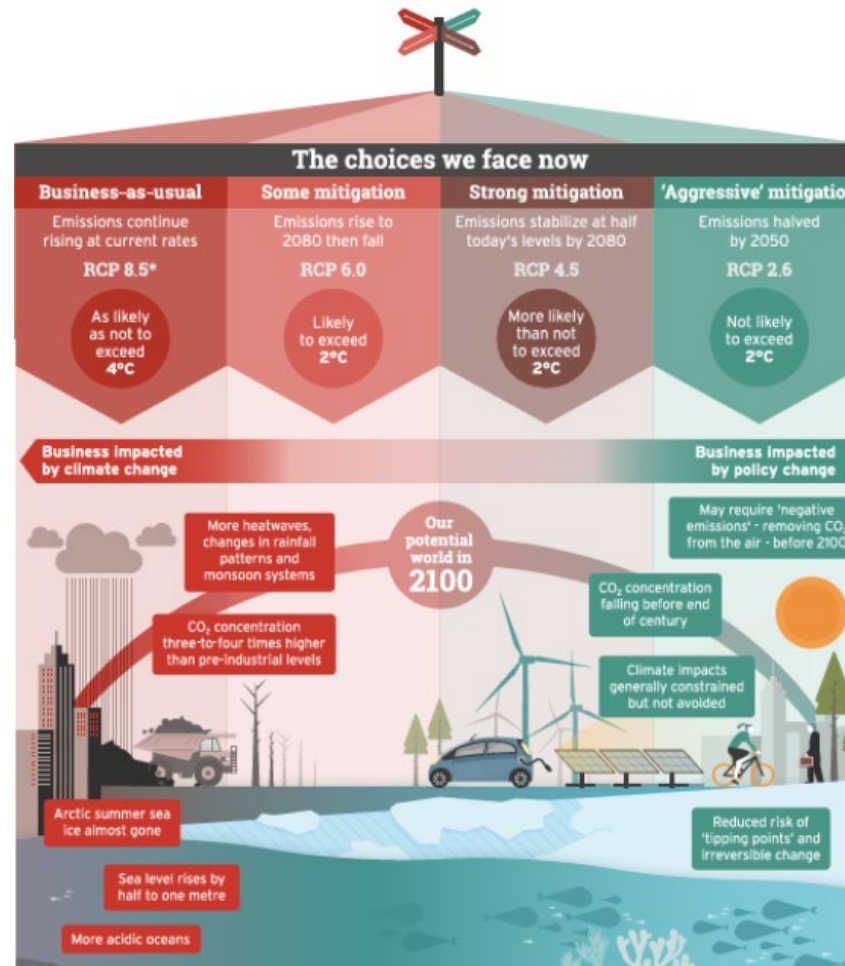 The choices we face now
Business-as-usual
Emissions continue
rising at current rates
RCP 8.5*
As likely
as not to
exceed
4°C
Some mitigation
Emissions rise to
2080 then fall
RCP 6.0
Likely
to exceed
2°C
Strong mitigation
Emissions stabilize at half
today's levels by 2080
RCP 4.5
More likely
than not
to exceed
2°C
'Aggressive' mitigatio
Emissions halved
by 2050
RCP 2.6
Not likely
to exceed
2°C
Business impacted
by climate change
Business impacted
by policy change
Our
potential
world in
2100
More heatwaves,
changes in rainfall
patterns and
monsoon systems
CO₂ concentration
three-to-four times higher
than pre-industrial levels
Arctic summer sea
ice almost gone
Sea level rises by
half to one metre
More acidic oceans
May require 'negative
emissions' - removing CO₂
from the air - before 2100
CO₂ concentration
falling before end
of century
Climate impacts
generally constrained
but not avoided
Reduced risk of
'tipping points' and
irreversible change